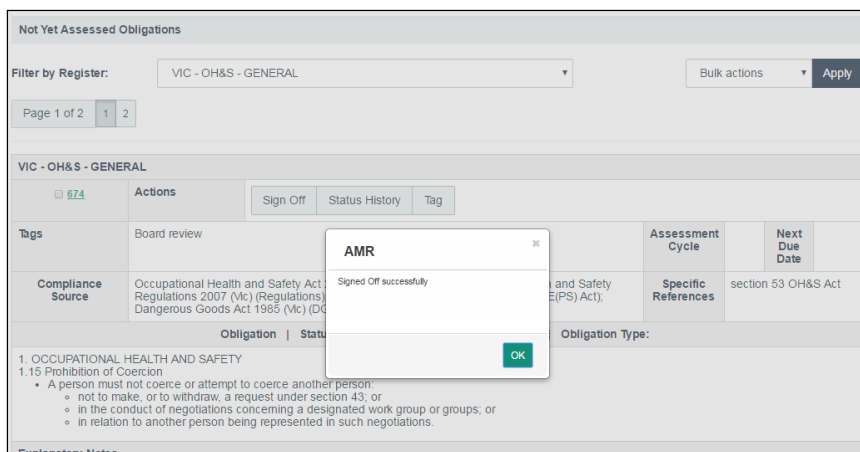 Not Yet Assessed Obligations
Filter by Register:
VIC - OH&S - GENERAL
Bulk actions
Apply
Page 1 of 2
1
2
VIC - OH&S - GENERAL
674
Actions
Sign Off
Status History
Tag
Tags
Board review
Assessment
Cycle
Next
Due
Date
AMR
×
Signed Off successfully
OK
Compliance
Source
Occupational Health and Safety Act
and Safety
Regulations 2007 (Vic) (Regulations)
E(PS) Act);
Dangerous Goods Act 1985 (Vic) (DG
Specific
References
section 53 OH&S Act
Obligation | Statu
Obligation Type:
1. OCCUPATIONAL HEALTH AND SAFETY
1.15 Prohibition of Coercion
• A person must not coerce or attempt to coerce another person:
◦ not to make, or to withdraw, a request under section 43; or
◦ in the conduct of negotiations concerning a designated work group or groups; or
◦ in relation to another person being represented in such negotiations.